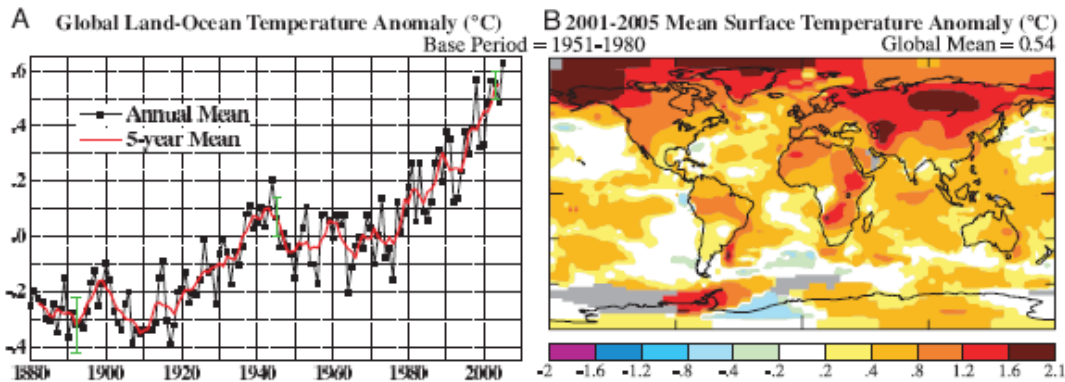 A Global Land-Ocean Temperature Anomaly (°C)
B 2001-2005 Mean Surface Temperature Anomaly (°C)
Base Period = 1951-1980
Global Mean = 0.54
.6
.4
.2
.0
-.2
-.4
Annual Mean
5-year Mean
1880 1900 1920 1940 1960 1980 2000
-2 -1.6 -1.2 -.8 -.4 -.2 .2 .4 .8 1.2 1.6 2.1